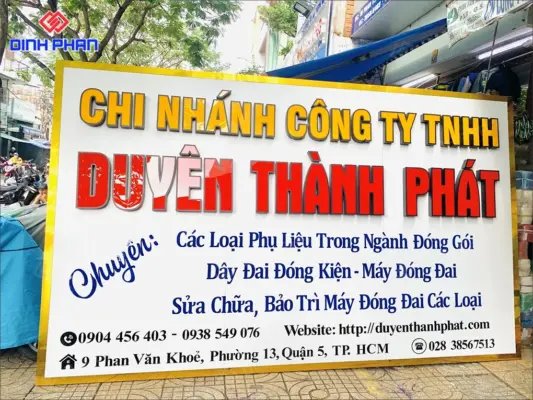 DINH PHAN
CHI NHÁNH CÔNG TY TNHH
DUYÊN THÀNH PHÁT
Chuyên:
Các Loại Phụ Liệu Trong Ngành Đóng Gói
Dây Đai Đóng Kiện - Máy Đóng Đai
Sửa Chữa, Bảo Trì Máy Đóng Đai Các Loại
0904 456 403 - 0938 549 076 Website: http://duyenthanhphat.com
9 Phan Văn Khoẻ, Phường 13, Quận 5, TP. HCM 028 38567513